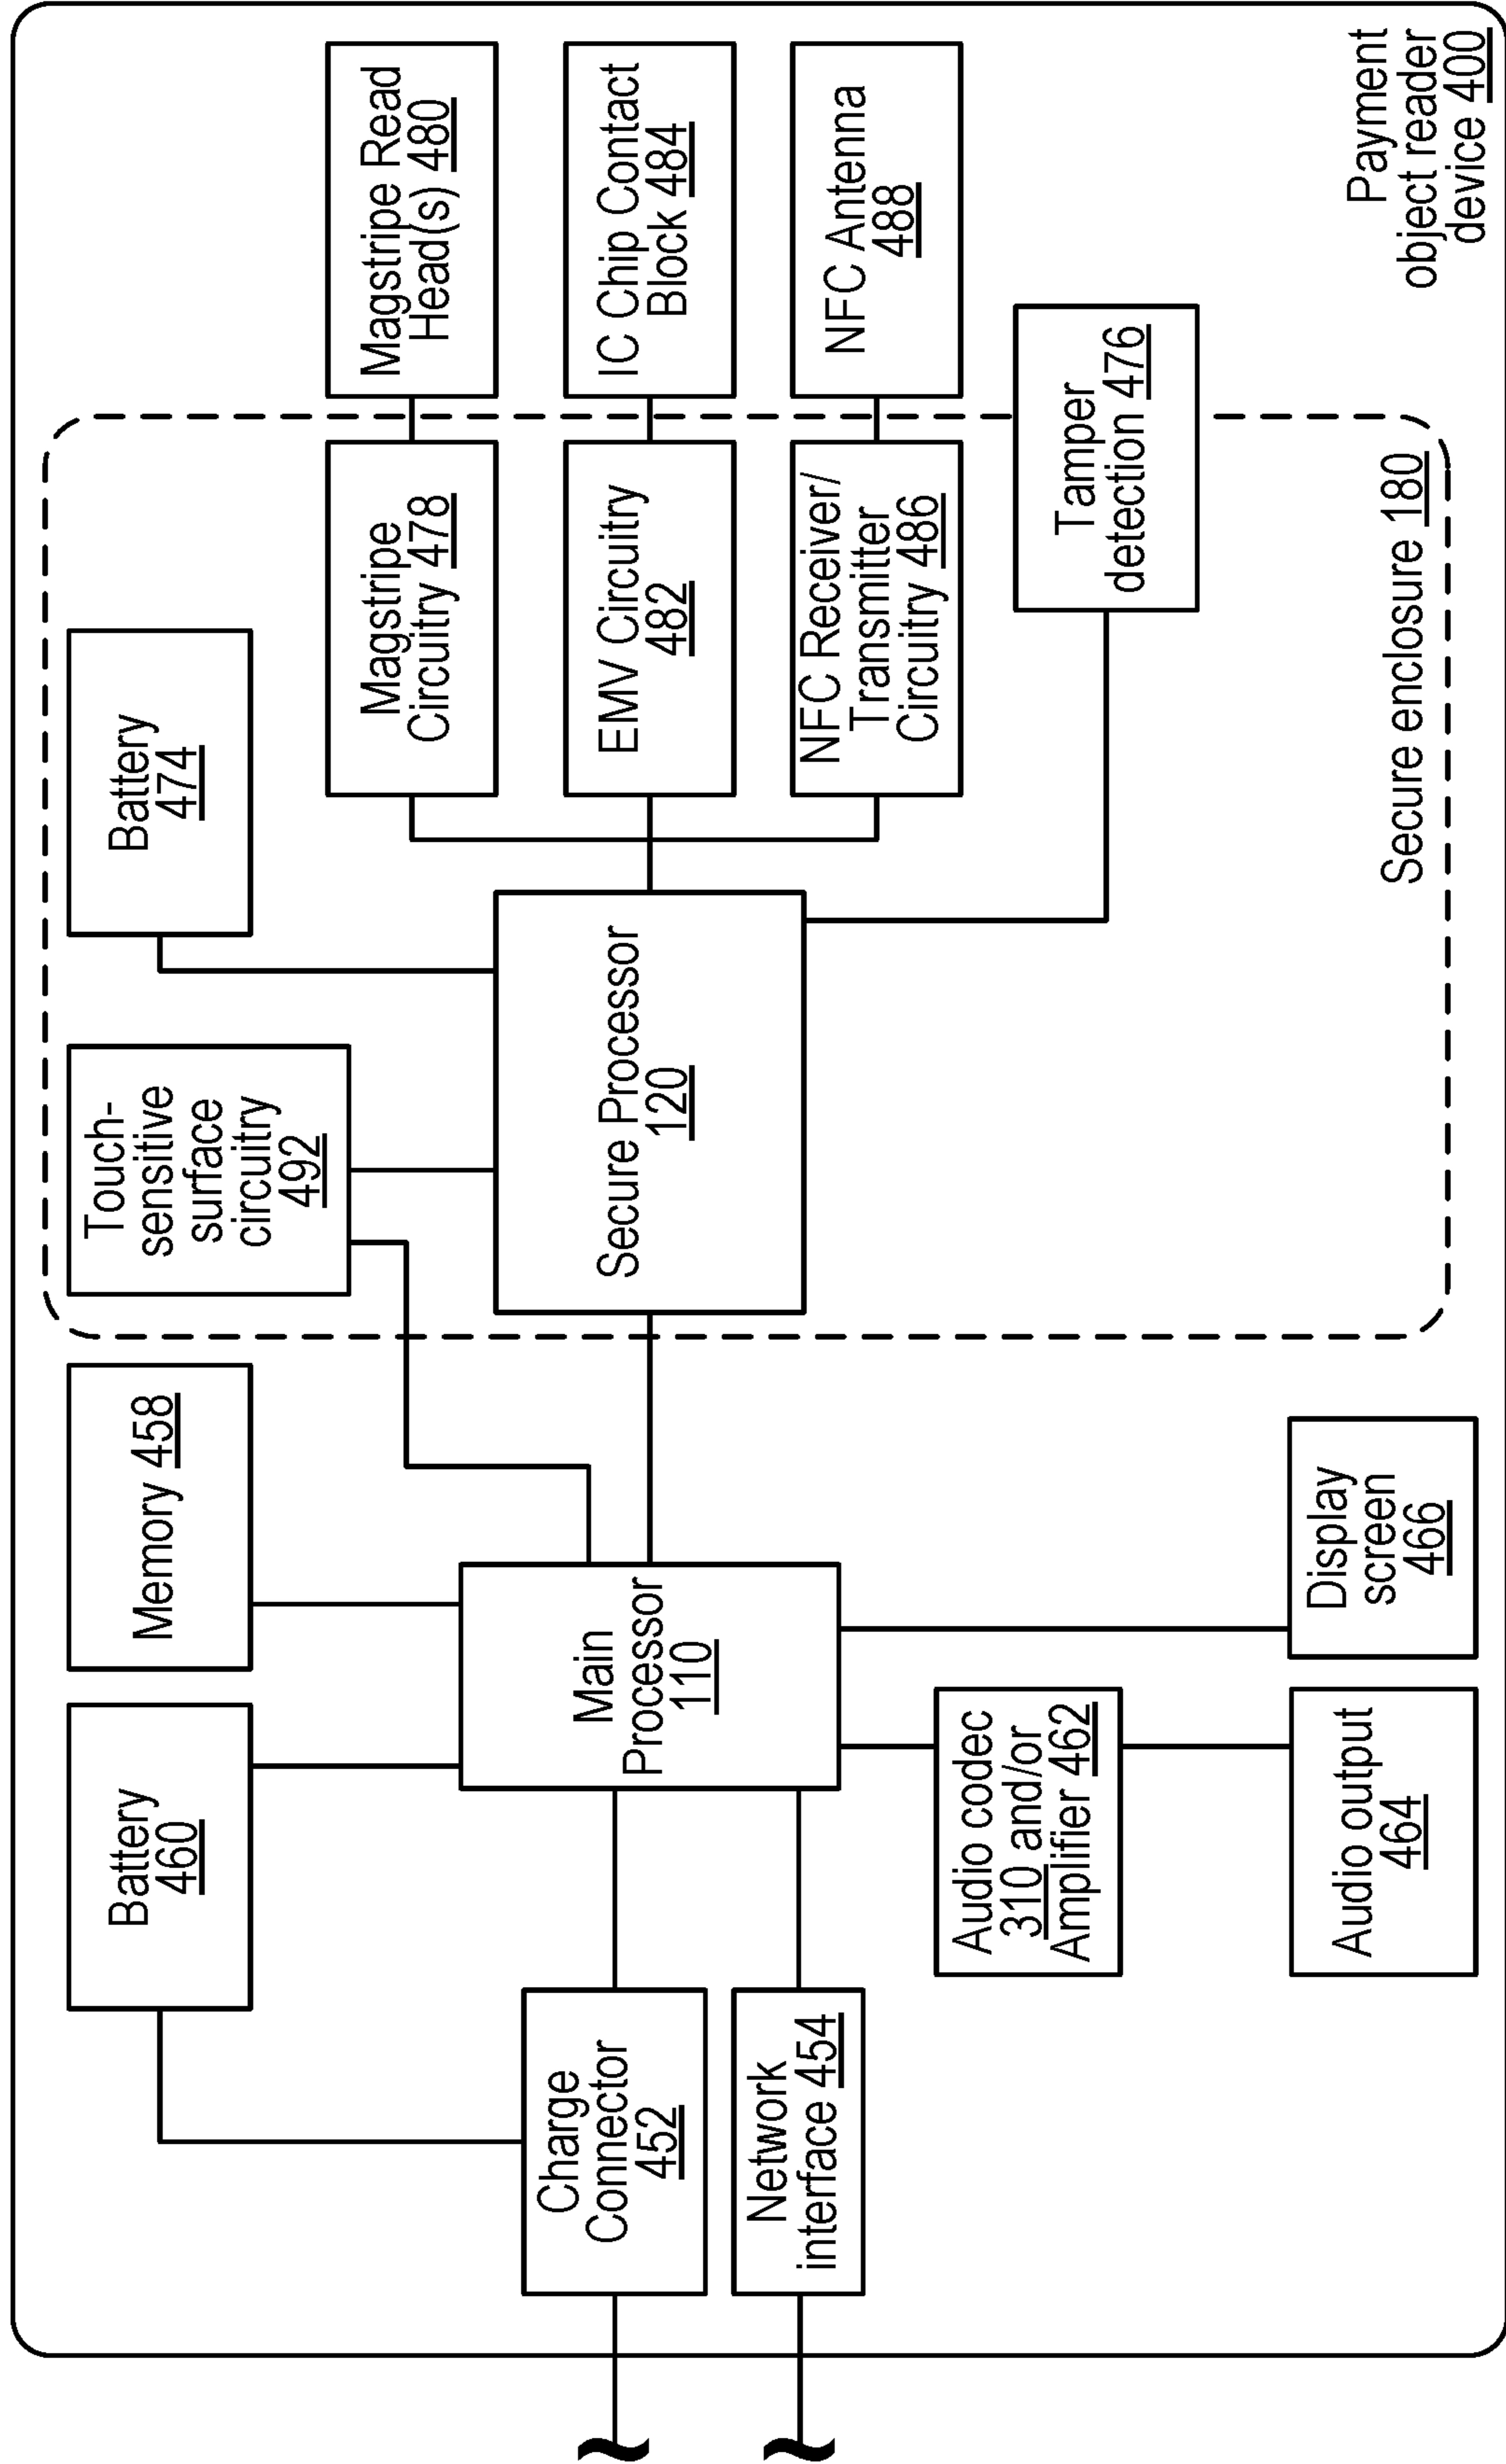 Battery
460
Memory 458
Touch-
sensitive
surface
circuitry
492
Battery
474
Charge
Connector
452
Network
interface 454
Main
Processor
110
Secure Processor
120
Magstripe
Circuitry 478
Magstripe Read
Head(s) 480
EMV Circuitry
482
IC Chip Contact
Block 484
NFC Receiver/
Transmitter
Circuitry 486
NFC Antenna
488
Audio codec
310 and/or
Amplifier 462
Tamper
detection 476
Audio output
464
Display
screen
466
Secure enclosure 180
Payment
object reader
device 400